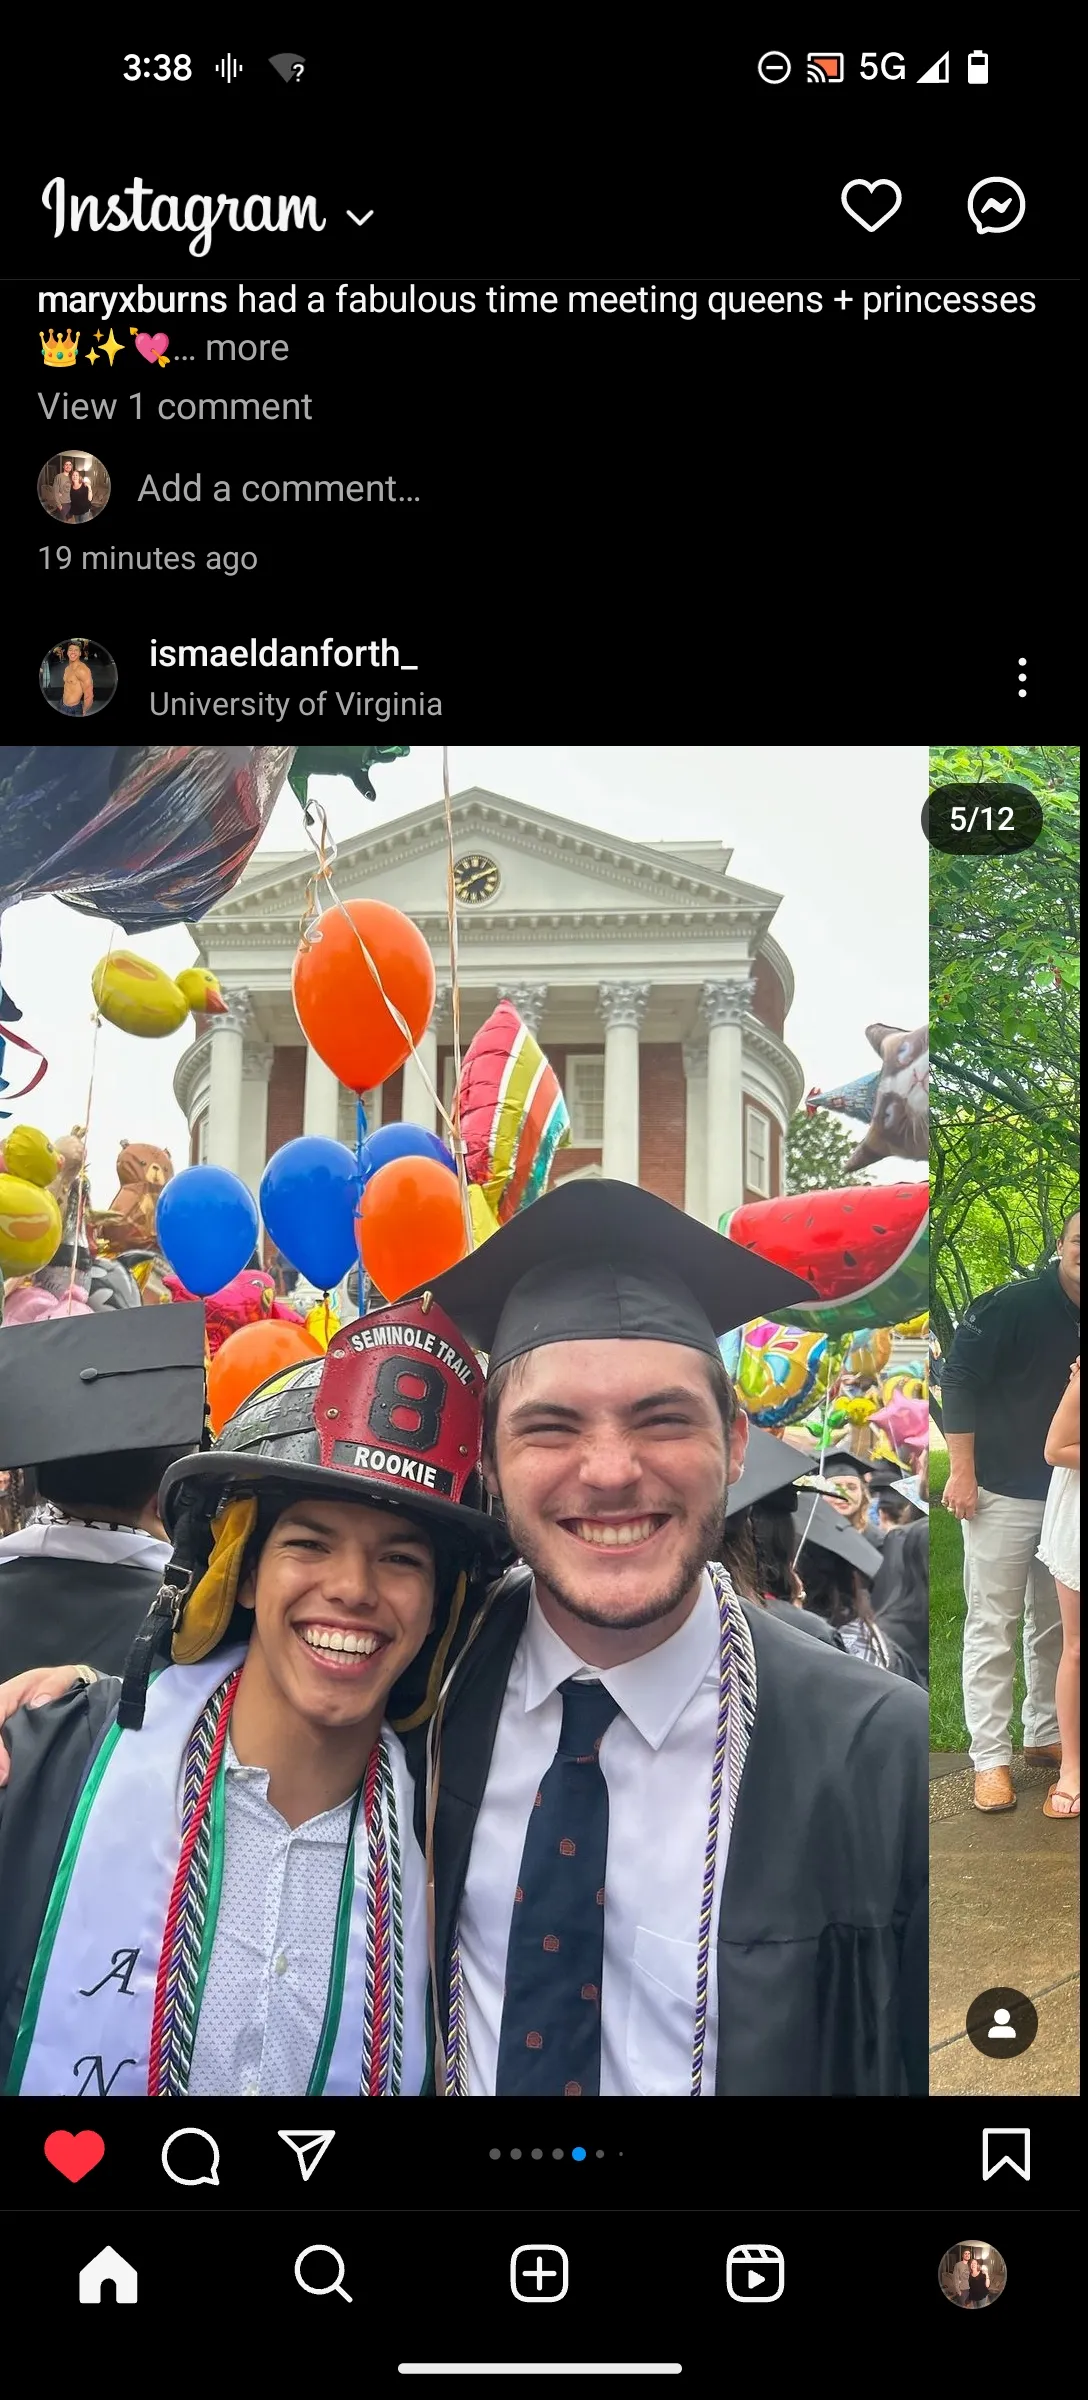 3:38
5G
Instagram
maryxburns had a fabulous time meeting queens + princesses
👑✨💘... more
View 1 comment
Add a comment...
19 minutes ago
ismaeldanforth_
University of Virginia
5/12
SEMINOLE TRAIL
8
ROOKIE
A
N